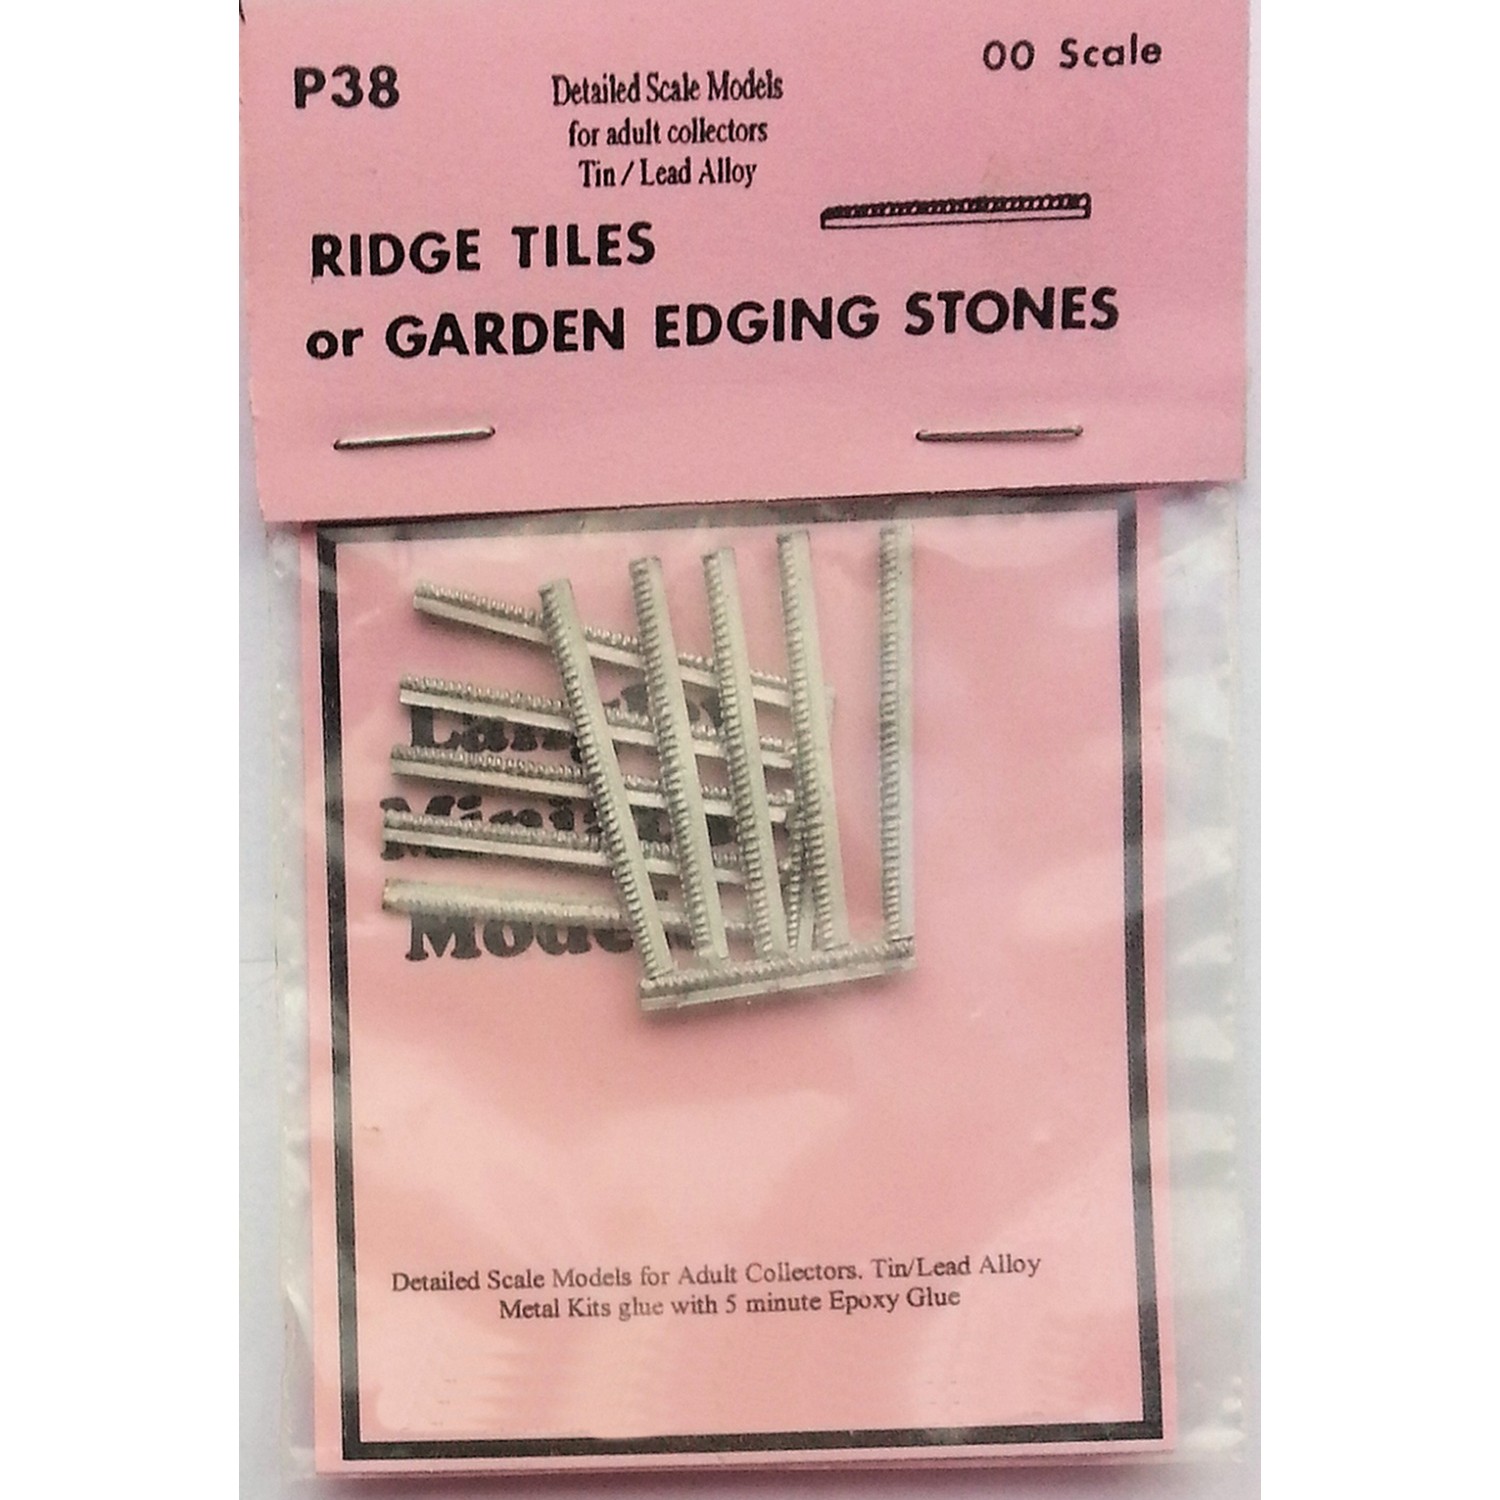 P38
Detailed Scale Models
for adult collectors
Tin / Lead Alloy
OO Scale
RIDGE TILES
or GARDEN EDGING STONES
Detailed Scale Models for Adult Collectors. Tin/Lead Alloy
Metal Kits glue with 5 minute Epoxy Glue